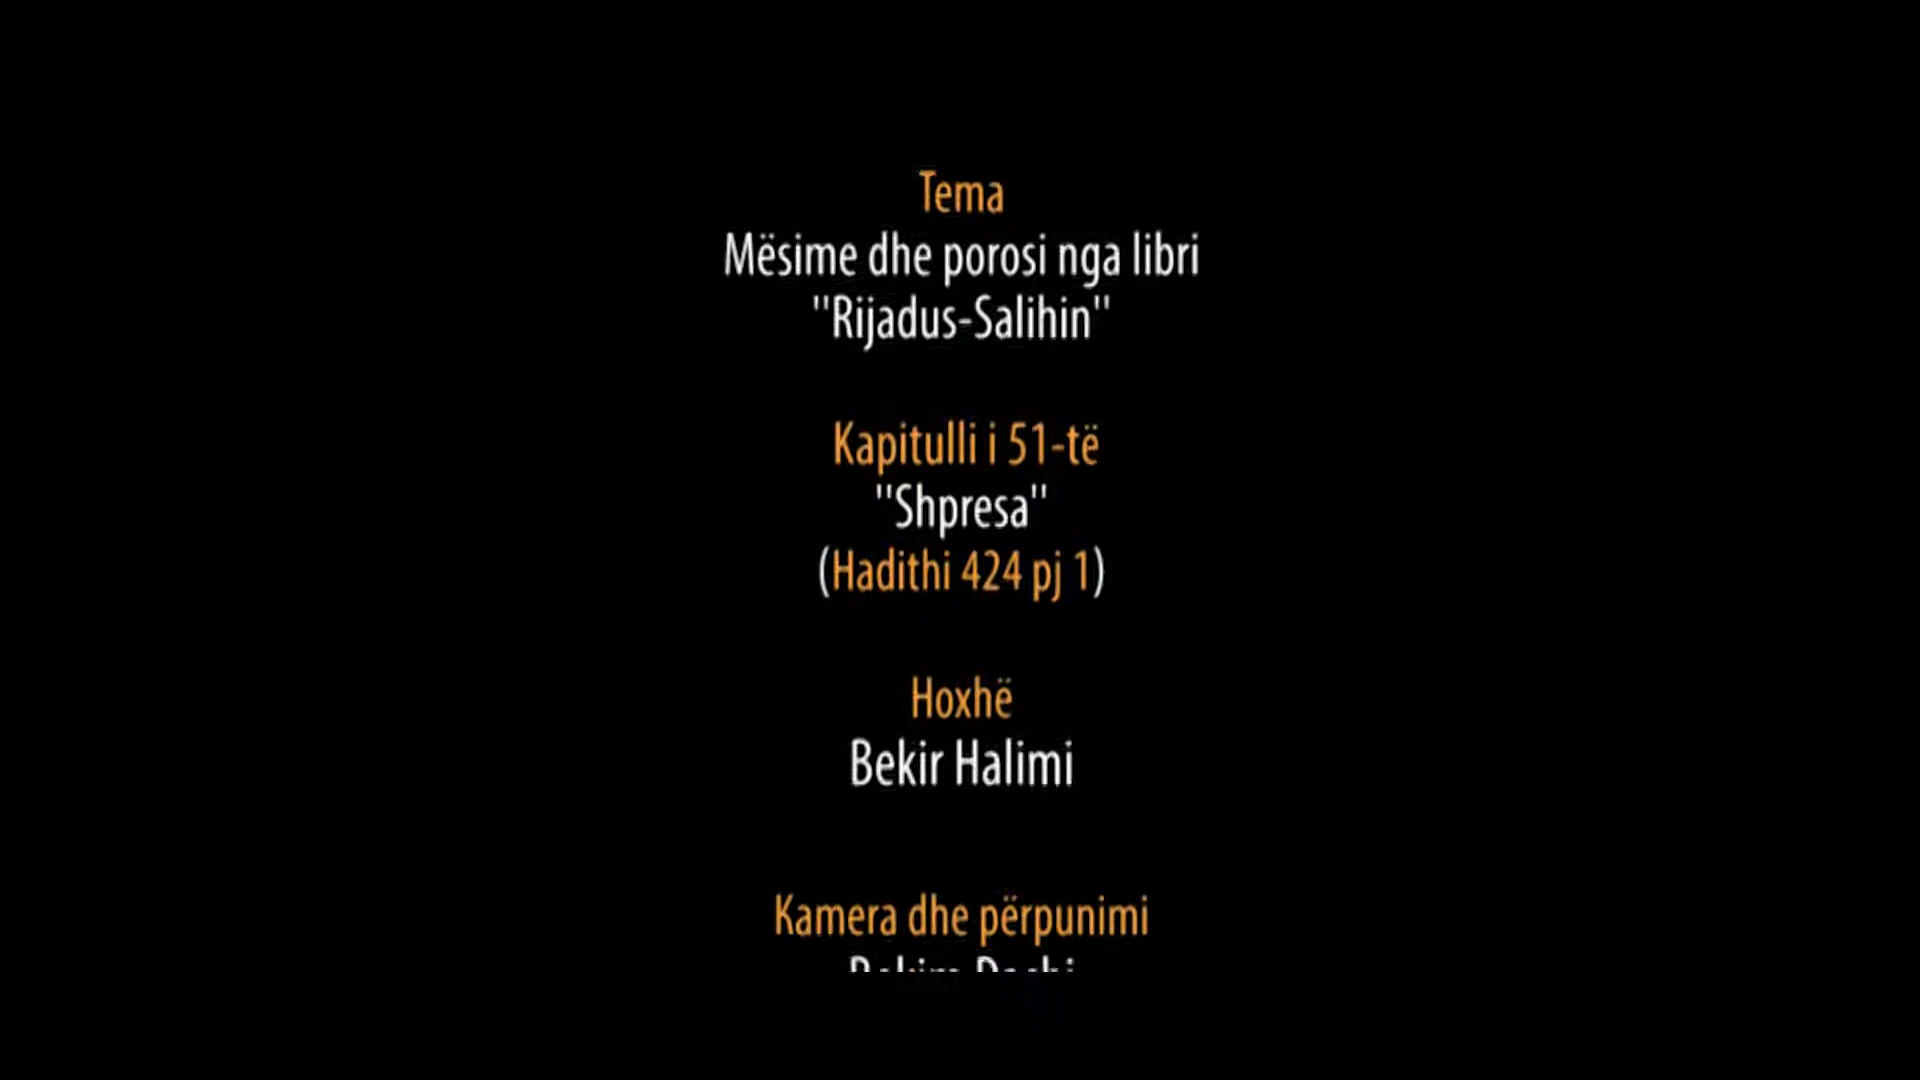 Tema
Mësime dhe porosi nga libri
"Rijadus-Salihin"
Kapitulli i 51-të
"Shpresa"
(Hadithi 424 pj 1)
Hoxhë
Bekir Halimi
Kamera dhe përpunimi